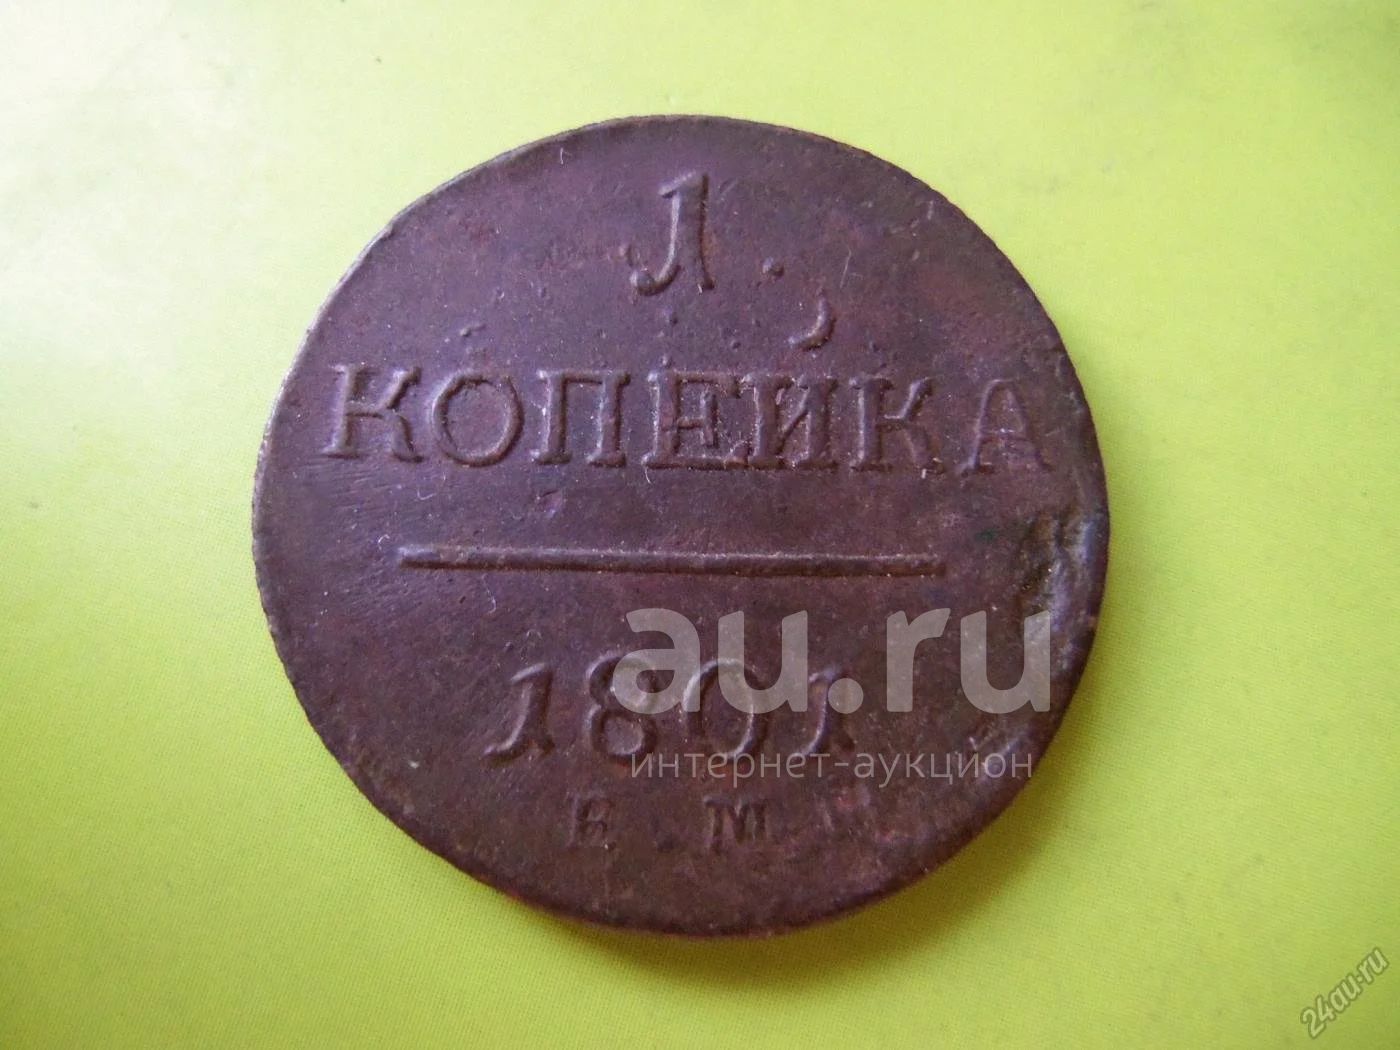 1
КОПЕЙКА
1801
Е М
au.ru
интернет-аукцион
24au.ru